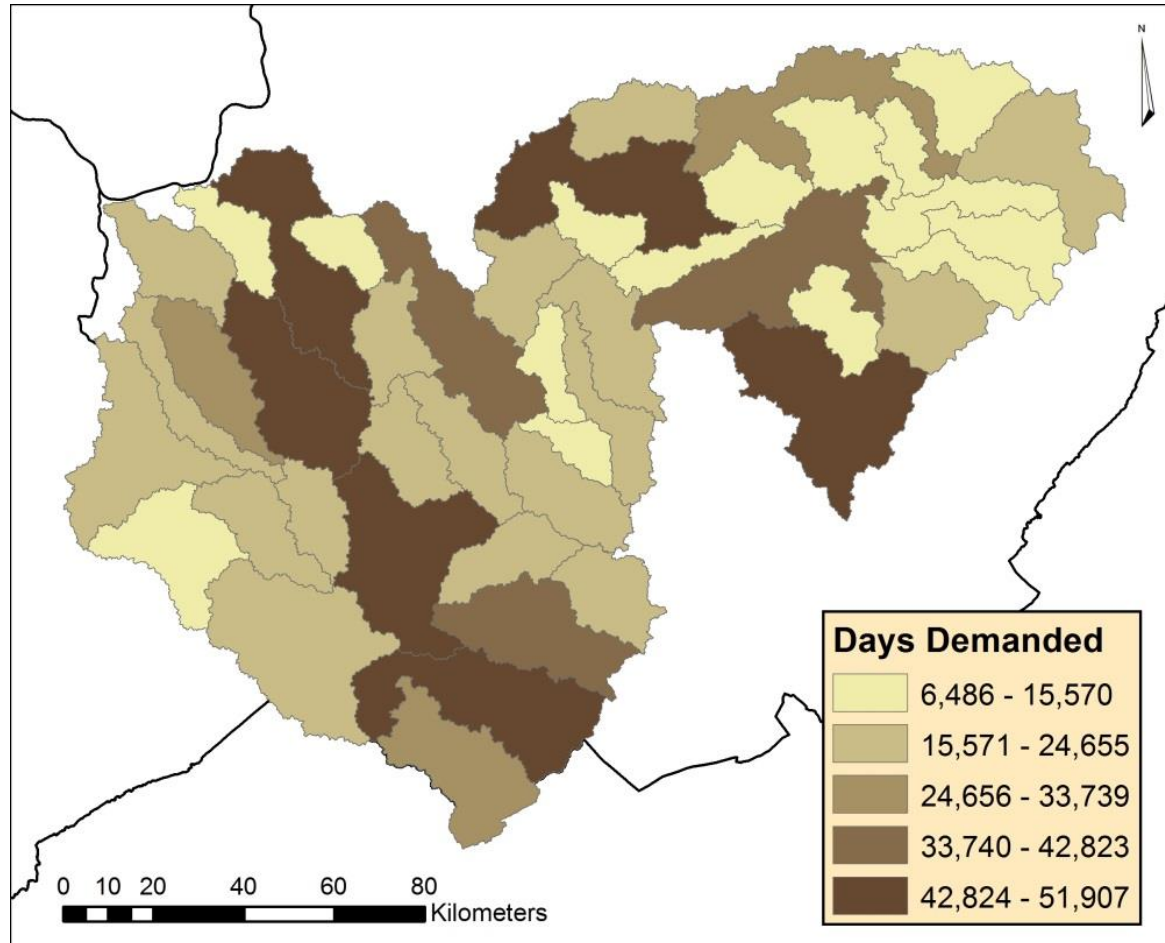 N
Days Demanded
6,486 - 15,570
15,571 - 24,655
24,656 - 33,739
33,740 - 42,823
42,824 - 51,907
0 10 20 40 60 80
Kilometers